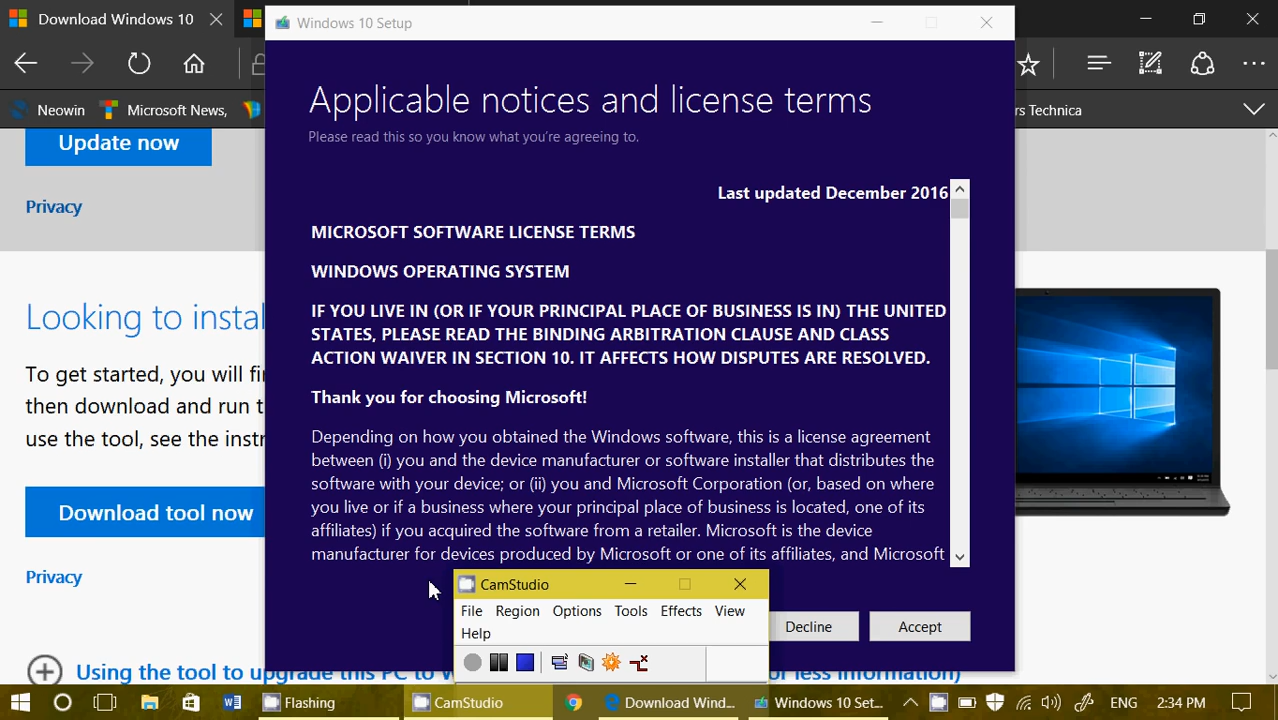 Download Windows 10
Windows 10 Setup
Neowin
Microsoft News,
rs Technica
Update now
Privacy
Applicable notices and license terms
Please read this so you know what you're agreeing to.
Last updated December 2016
MICROSOFT SOFTWARE LICENSE TERMS
WINDOWS OPERATING SYSTEM
IF YOU LIVE IN (OR IF YOUR PRINCIPAL PLACE OF BUSINESS IS IN) THE UNITED
STATES, PLEASE READ THE BINDING ARBITRATION CLAUSE AND CLASS
ACTION WAIVER IN SECTION 10. IT AFFECTS HOW DISPUTES ARE RESOLVED.
Thank you for choosing Microsoft!
Depending on how you obtained the Windows software, this is a license agreement
between (i) you and the device manufacturer or software installer that distributes the
software with your device; or (ii) you and Microsoft Corporation (or, based on where
you live or if a business where your principal place of business is located, one of its
affiliates) if you acquired the software from a retailer. Microsoft is the device
manufacturer for devices produced by Microsoft or one of its affiliates, and Microsoft
Decline
Accept
Looking to instal
To get started, you will fi
then download and run t
use the tool, see the instr
Download tool now
Privacy
CamStudio
File Region Options Tools Effects View
Help
Using the tool to upgrade this PC to W
or less information)
Flashing
CamStudio
Download Wind...
Windows 10 Set...
ENG
2:34 PM